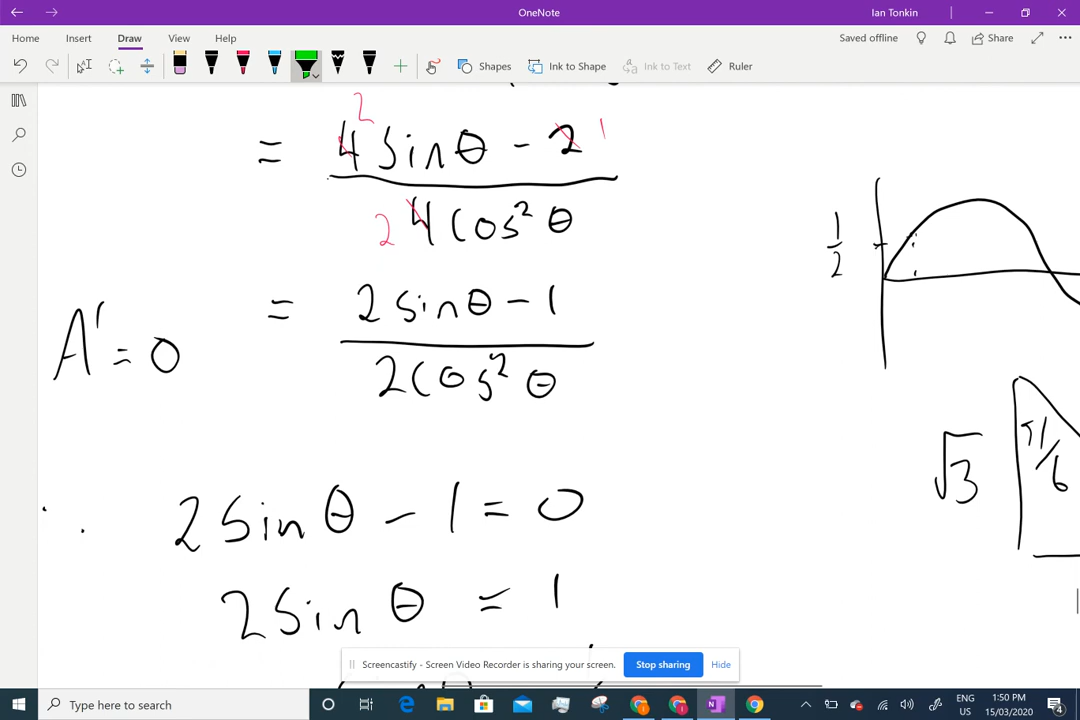 OneNote
Ian Tonkin
Home Insert Draw View Help
Saved offline
Share
Ink to Shape
Shapes
Ink to Text
Ruler
2
= 4 sinθ - 2 1
2 4 cos² θ
= 2 sinθ - 1
2 cos² θ
A' = 0
1
2
√3
π/6
∴ 2 sin θ - 1 = 0
2 sin θ = 1
Screencastify - Screen Video Recorder is sharing your screen.
Stop sharing
Hide
Type here to search
ENG
US
1:50 PM
15/03/2020
4